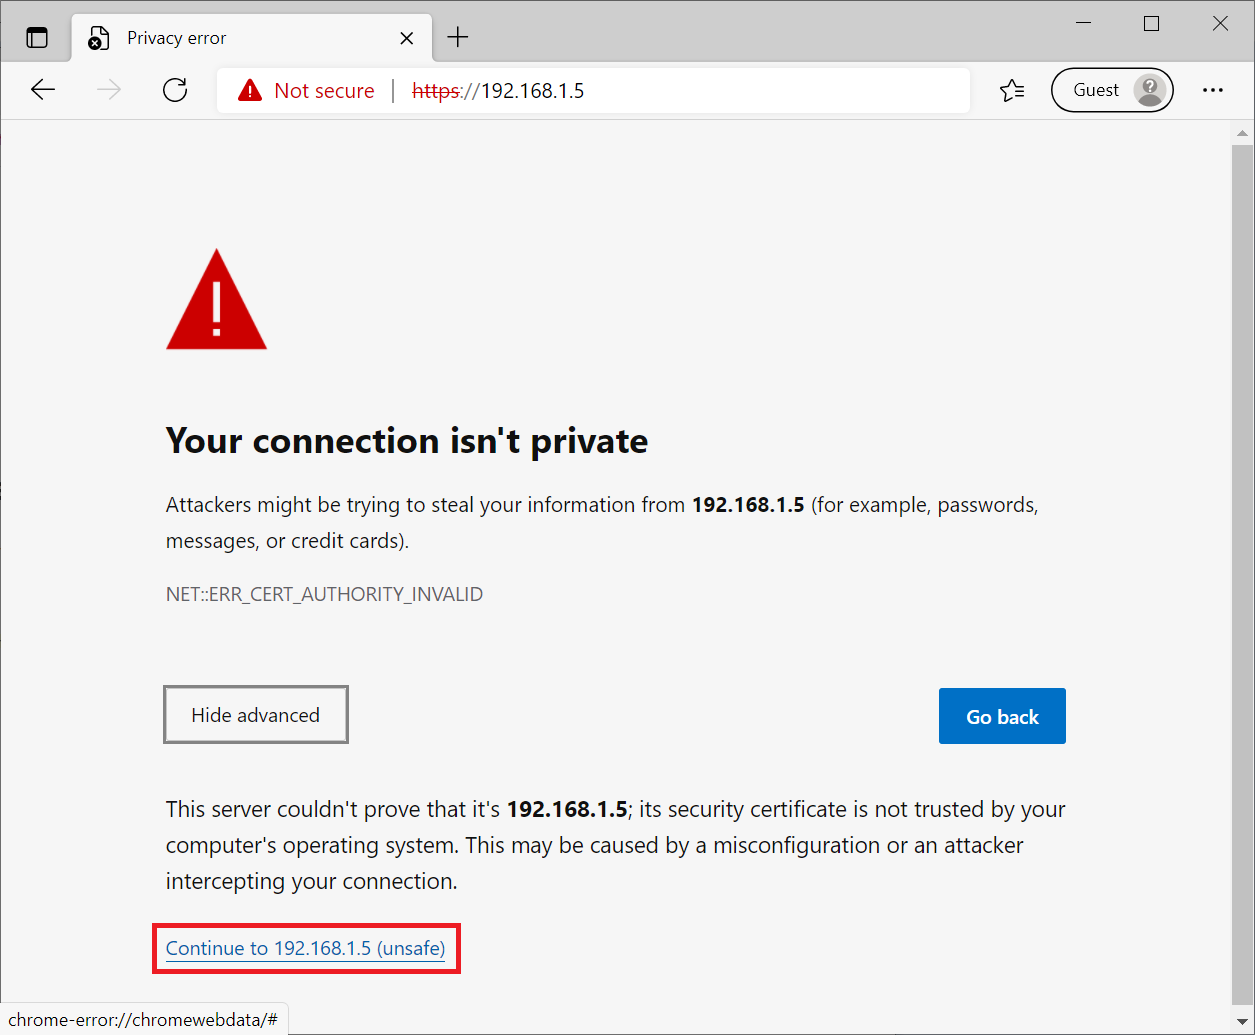 Privacy error
Not secure | https://192.168.1.5
Guest
Your connection isn't private
Attackers might be trying to steal your information from 192.168.1.5 (for example, passwords,
messages, or credit cards).
NET::ERR_CERT_AUTHORITY_INVALID
Hide advanced
Go back
This server couldn't prove that it's 192.168.1.5; its security certificate is not trusted by your
computer's operating system. This may be caused by a misconfiguration or an attacker
intercepting your connection.
Continue to 192.168.1.5 (unsafe)
chrome-error://chromewebdata/#